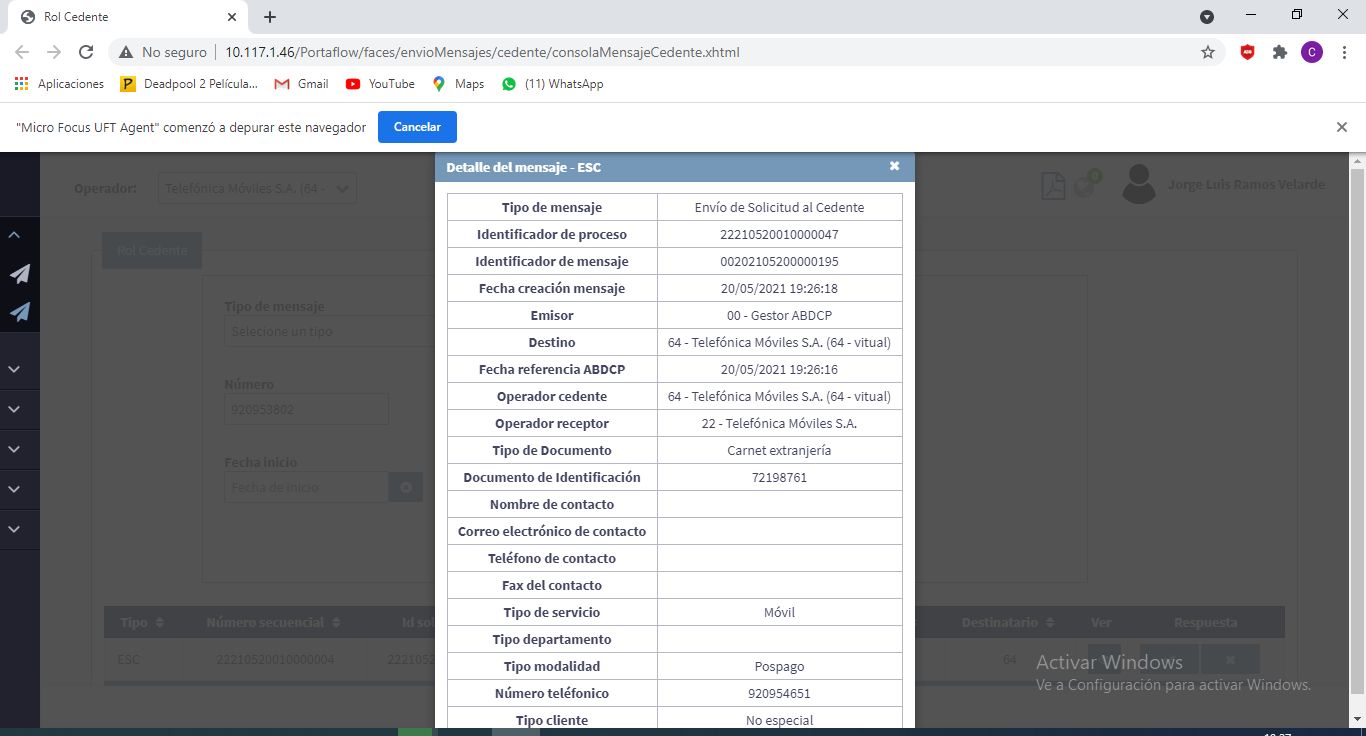 Rol Cedente
No seguro
10.117.1.46/Portaflow/faces/envioMensajes/cedente/consolaMensajeCedente.xhtml
C
Aplicaciones
Deadpool 2 Película...
Gmail
YouTube
Maps
(11) WhatsApp
"Micro Focus UFT Agent" comenzó a depurar este navegador
Cancelar
Operador:
Telefónica Móviles S.A. (64 -
0
Jorge Luis Ramos Velarde
Rol Cedente
Tipo de mensaje
Selecione un tipo
Número
920953802
Fecha inicio
Fecha de inicio
Detalle del mensaje - ESC
Tipo de mensaje Envío de Solicitud al Cedente
Identificador de proceso 22210520010000047
Identificador de mensaje 00202105200000195
Fecha creación mensaje 20/05/2021 19:26:18
Emisor 00 - Gestor ABDCP
Destino 64 - Telefónica Móviles S.A. (64 - vitual)
Fecha referencia ABDCP 20/05/2021 19:26:16
Operador cedente 64 - Telefónica Móviles S.A. (64 - vitual)
Operador receptor 22 - Telefónica Móviles S.A.
Tipo de Documento Carnet extranjería
Documento de Identificación 72198761
Nombre de contacto
Correo electrónico de contacto
Teléfono de contacto
Fax del contacto
Tipo de servicio Móvil
Tipo departamento
Tipo modalidad Pospago
Número teléfonico 920954651
Tipo cliente No especial
Tipo Número secuencial Id sol Destinatario Ver Respuesta
ESC 22210520010000004 2221052 64
Activar Windows
Ve a Configuración para activar Windows.